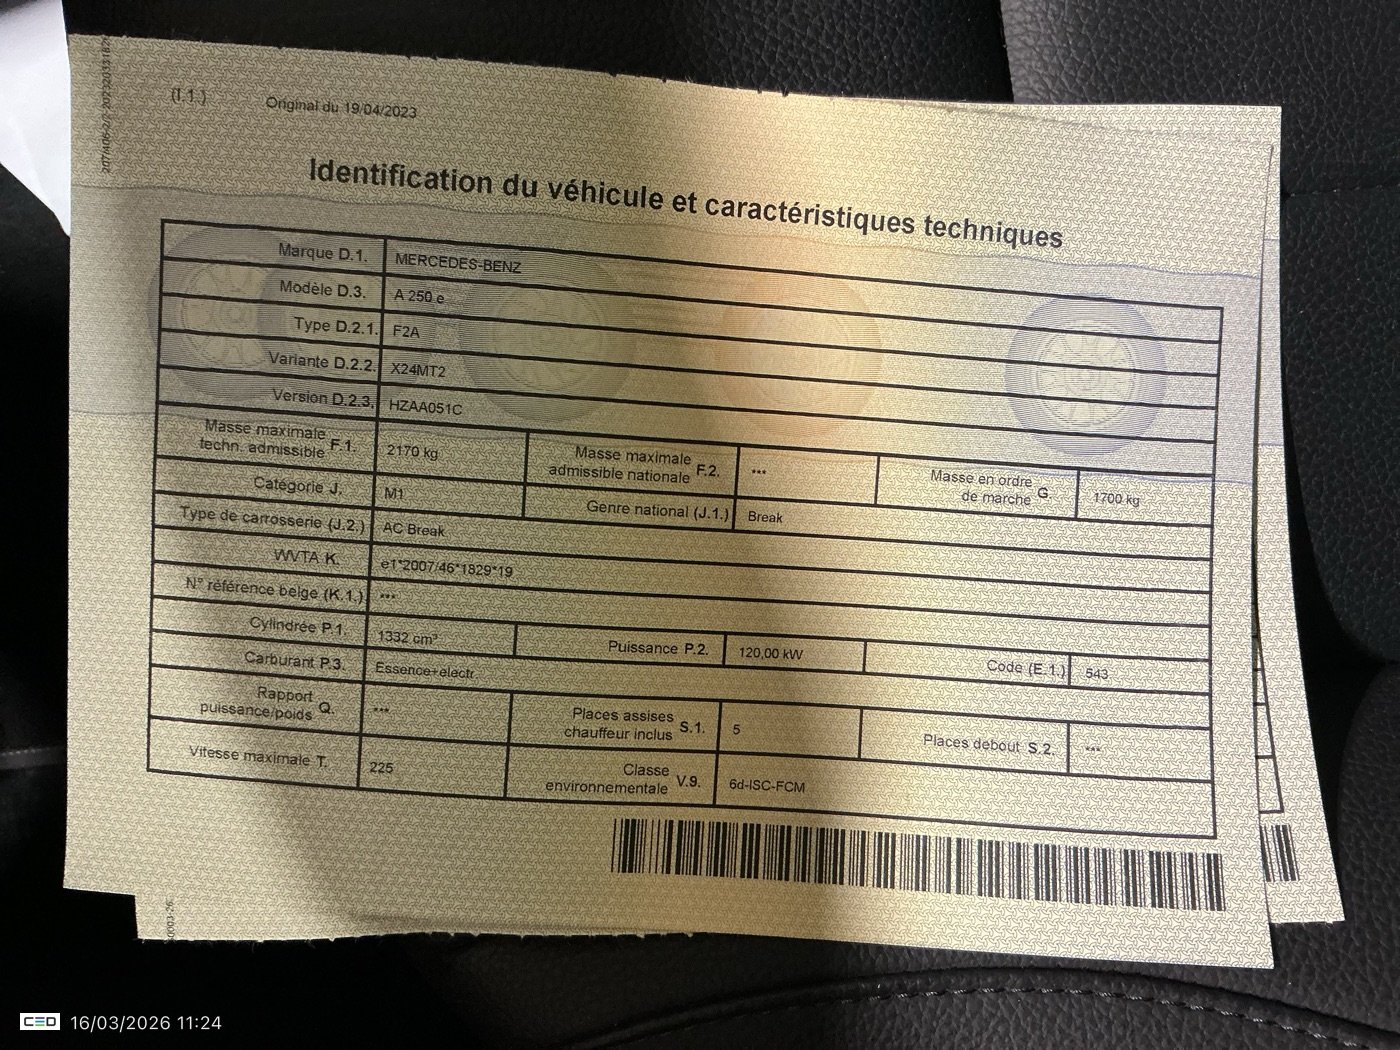 (I.1.)
Original du 19/04/2023
Identification du véhicule et caractéristiques techniques
Marque D.1. MERCEDES-BENZ
Modèle D.3. A 250 e
Type D.2.1. F2A
Variante D.2.2. X24MT2
Version D.2.3. HZAA051C
Masse maximale techn. admissible F.1. 2170 kg Masse maximale admissible nationale F.2. *** Masse en ordre de marche G. 1700 kg
Catégorie J. M1 Genre national (J.1.) Break
Type de carrosserie (J.2.) AC Break
WVTA K. e1*2007/46*1829*19
N° référence belge (K.1.) ***
Cylindrée P.1. 1332 cm³ Puissance P.2. 120,00 kW Code (E.1.) 543
Carburant P.3. Essence+electr.
Rapport puissance/poids Q. *** Places assises chauffeur inclus S.1. 5 Places debout S.2. ***
Vitesse maximale T. 225 Classe environnementale V.9. 6d-ISC-FCM
CED 16/03/2026 11:24